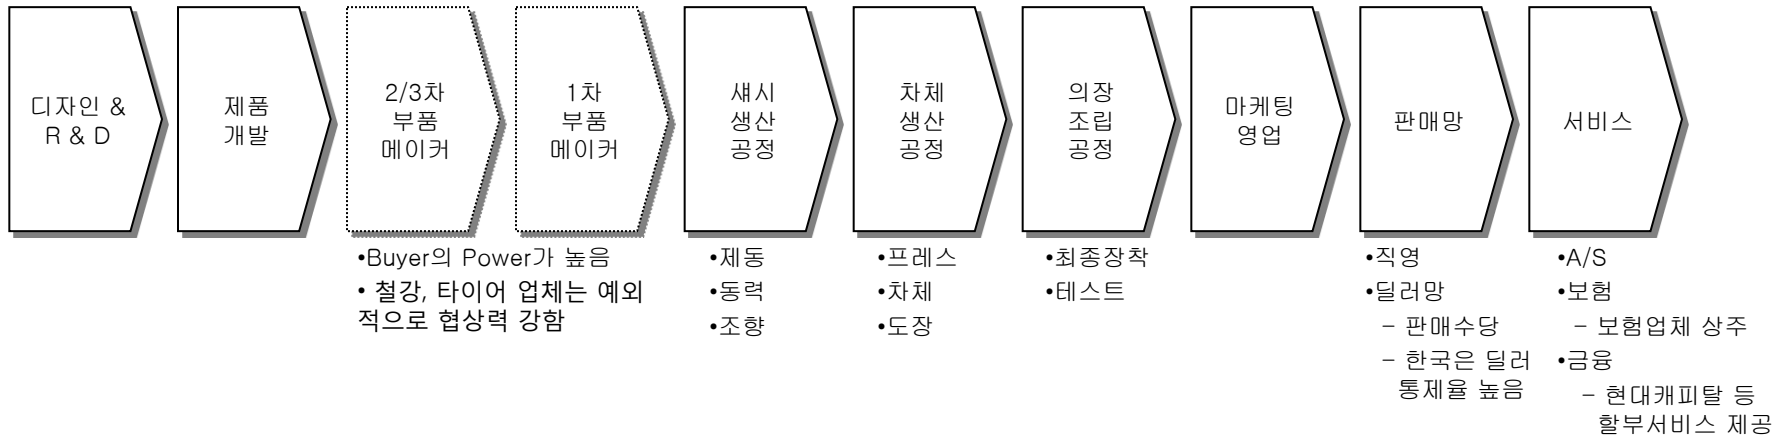 디자인 &
R & D
제품
개발
2/3차
부품
메이커
1차
부품
메이커
섀시
생산
공정
차체
생산
공정
의장
조립
공정
마케팅
영업
판매망
서비스
•Buyer의 Power가 높음
• 철강, 타이어 업체는 예외
적으로 협상력 강함
•제동
•동력
•조향
•프레스
•차체
•도장
•최종장착
•테스트
•직영
•딜러망
– 판매수당
– 한국은 딜러
통제율 높음
•A/S
•보험
– 보험업체 상주
•금융
– 현대캐피탈 등
할부서비스 제공